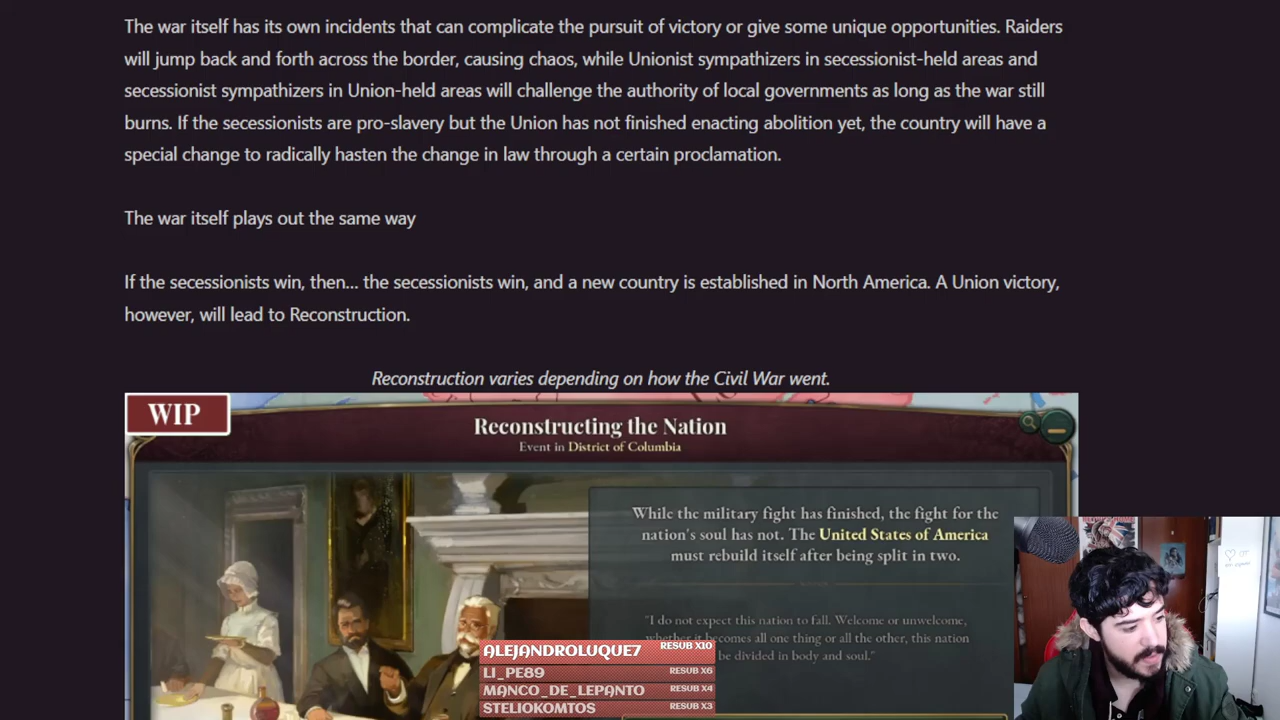 The war itself has its own incidents that can complicate the pursuit of victory or give some unique opportunities. Raiders
will jump back and forth across the border, causing chaos, while Unionist sympathizers in secessionist-held areas and
secessionist sympathizers in Union-held areas will challenge the authority of local governments as long as the war still
burns. If the secessionists are pro-slavery but the Union has not finished enacting abolition yet, the country will have a
special change to radically hasten the change in law through a certain proclamation.
The war itself plays out the same way
If the secessionists win, then... the secessionists win, and a new country is established in North America. A Union victory,
however, will lead to Reconstruction.
Reconstruction varies depending on how the Civil War went.
WIP
Reconstructing the Nation
Event in District of Columbia
While the military fight has finished, the fight for the
nation's soul has not. The United States of America
must rebuild itself after being split in two.
"I do not expect this nation to fall. Welcome or unwelcome,
whether it becomes all one thing or all the other, this nation
be divided in body and soul."
ALEJANDROLUQUE7 RESUB X10
LI_PE89 RESUB X6
MANCO_DE_LEPANTO RESUB X4
STELIOKOMTOS RESUB X3